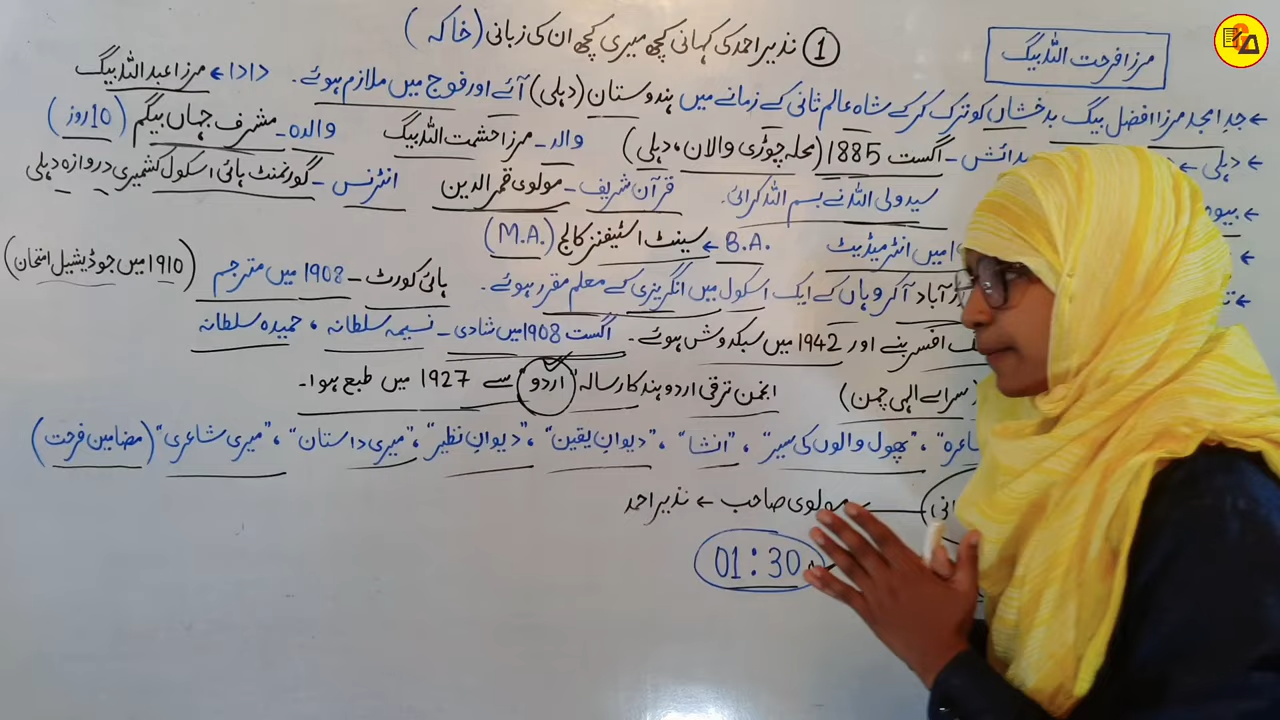 ① نذیر احمد کی کہانی کچھ میری کچھ ان کی زبانی (خاکہ)
مرزا فرحت اللہ بیگ
← جد امجد مرزا افضل بیگ بدخشاں کو ترک کر کے شاہ عالم ثانی کے زمانے میں ہندوستان (دہلی) آئے اور فوج میں ملازم ہوئے۔ دادا ← مرزا عبد اللہ بیگ
← دہلی ← پیدائش - اگست 1885 (محلہ چوڑی والان، دہلی) والد - مرزا حشمت اللہ بیگ والدہ - مشرف جہاں بیگم (10 روز)
← سید ولی اللہ نے بسم اللہ کرائی۔ قرآن شریف - مولوی قمر الدین انٹرنس - گورنمنٹ ہائی اسکول کشمیری دروازہ دہلی
← میں انٹرمیڈیٹ B.A. ← سینٹ اسٹیفنز کالج (M.A.)
← آباد آ کر وہاں کے ایک اسکول میں انگریزی کے معلم مقرر ہوئے۔ ہائی کورٹ - 1908 میں مترجم (1910 میں جوڈیشیل امتحان)
افسر بنے اور 1942 میں سبکدوش ہوئے۔ اگست 1908 میں شادی - نسیمہ سلطانہ ، حمیدہ سلطانہ
(سرائے الہی چمن) انجمن ترقی اردو ہند کا رسالہ "اردو" سے 1927 میں طبع ہوا۔
"پھول والوں کی سیر"، "انشا"، "دیوانِ یقین"، "دیوانِ نظیر"، "میری داستان"، "میری شاعری" (مضامین فرحت)
مولوی صاحب ← نذیر احمد
01:30